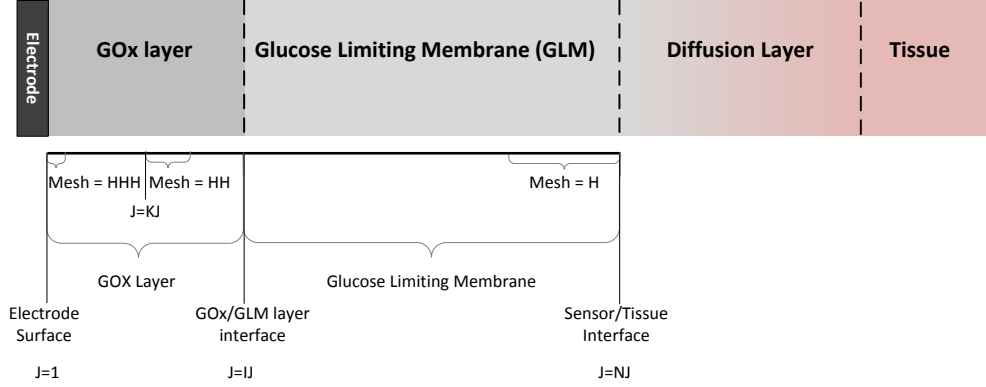 Electrode
GOx layer
Glucose Limiting Membrane (GLM)
Diffusion Layer
Tissue
Mesh = HHH
Mesh = HH
Mesh = H
J=KJ
GOX Layer
Glucose Limiting Membrane
Electrode
Surface
GOx/GLM layer
interface
Sensor/Tissue
Interface
J=1
J=IJ
J=NJ